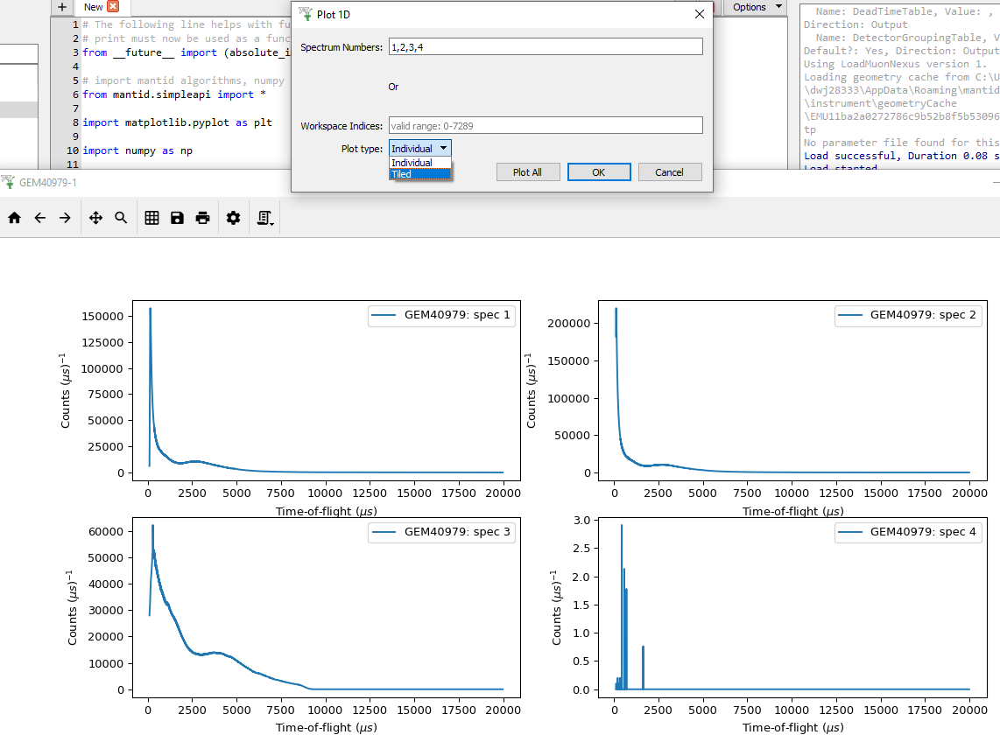 New
1 # The following line helps with fu
2 # print must now be used as a func
3 from __future__ import (absolute_i
4
5 # import mantid algorithms, numpy
6 from mantid.simpleapi import *
7
8 import matplotlib.pyplot as plt
9
10 import numpy as np
11
Plot 1D
Spectrum Numbers: 1,2,3,4
Or
Workspace Indices: valid range: 0-7289
Plot type: Individual
Individual
Tiled
Plot All
OK
Cancel
Options
Name: DeadTimeTable, Value: ,
Direction: Output
Name: DetectorGroupingTable, V
Default?: Yes, Direction: Output
Using LoadMuonNexus version 1.
Loading geometry cache from C:\U
\dwj28333\AppData\Roaming\mantid
\instrument\geometryCache
\EMU11ba2a0272786c9b52b8f5b53096
tp
No parameter file found for this
Load successful, Duration 0.08 s
Load started
GEM40979-1
GEM40979: spec 1
150000
125000
100000
75000
50000
25000
0
Counts (μs)⁻¹
0 2500 5000 7500 10000 12500 15000 17500 20000
Time-of-flight (μs)
GEM40979: spec 2
200000
150000
100000
50000
0
Counts (μs)⁻¹
0 2500 5000 7500 10000 12500 15000 17500 20000
Time-of-flight (μs)
GEM40979: spec 3
60000
50000
40000
30000
20000
10000
0
Counts (μs)⁻¹
0 2500 5000 7500 10000 12500 15000 17500 20000
Time-of-flight (μs)
GEM40979: spec 4
3.0
2.5
2.0
1.5
1.0
0.5
0.0
Counts (μs)⁻¹
0 2500 5000 7500 10000 12500 15000 17500 20000
Time-of-flight (μs)